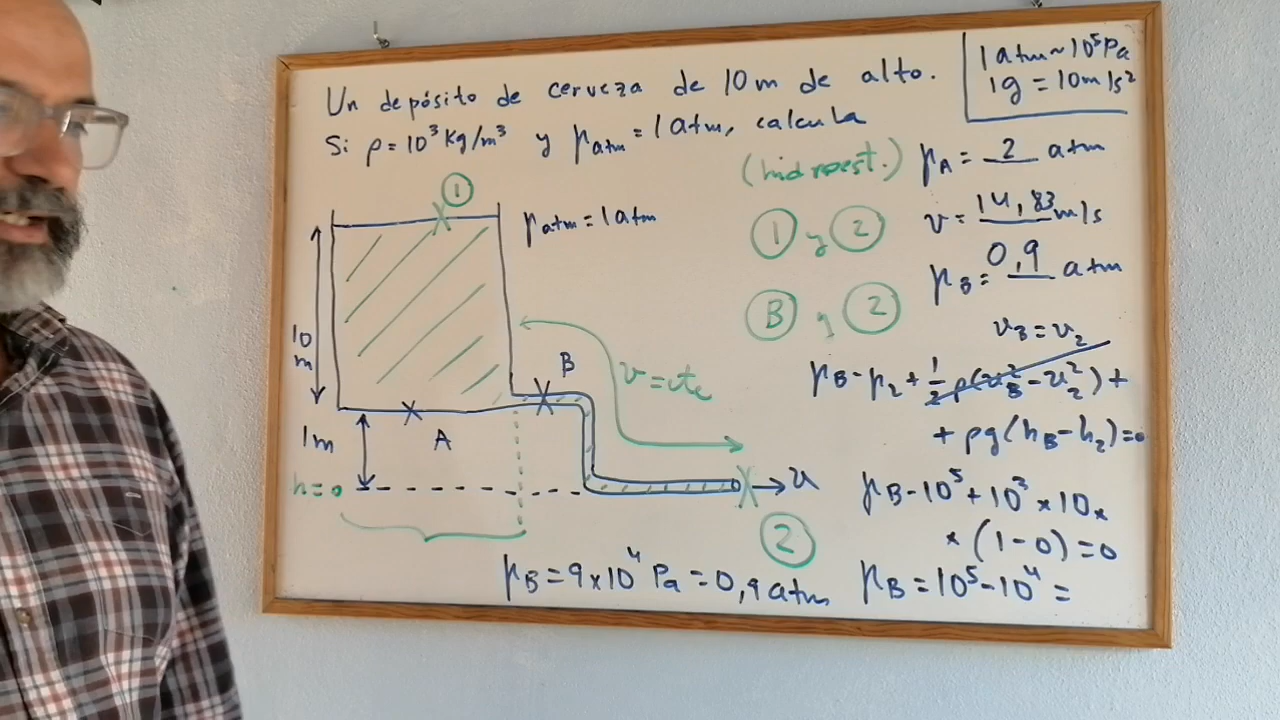 Un depósito de cerveza de 10 m de alto.
Si ρ = 10³ Kg/m³ y p_atm = 1 atm, calcula
1 atm ~ 10⁵ Pa
1g = 10 m/s²
(hidroest.) p_A = 2 atm
① y ② v = 14,83 m/s
Ⓑ y ② p_B = 0,9 atm
①
p_atm = 1 atm
10 m
B
v = cte
A
1 m
h = 0
v
②
v_B = v_2
p_B - p_2 + 1/2 ρ(v_B² - v_2²) +
+ ρg(h_B - h_2) = 0
p_B - 10⁵ + 10³ × 10 ×
× (1 - 0) = 0
p_B = 10⁵ - 10⁴ =
p_B = 9 × 10⁴ Pa = 0,9 atm